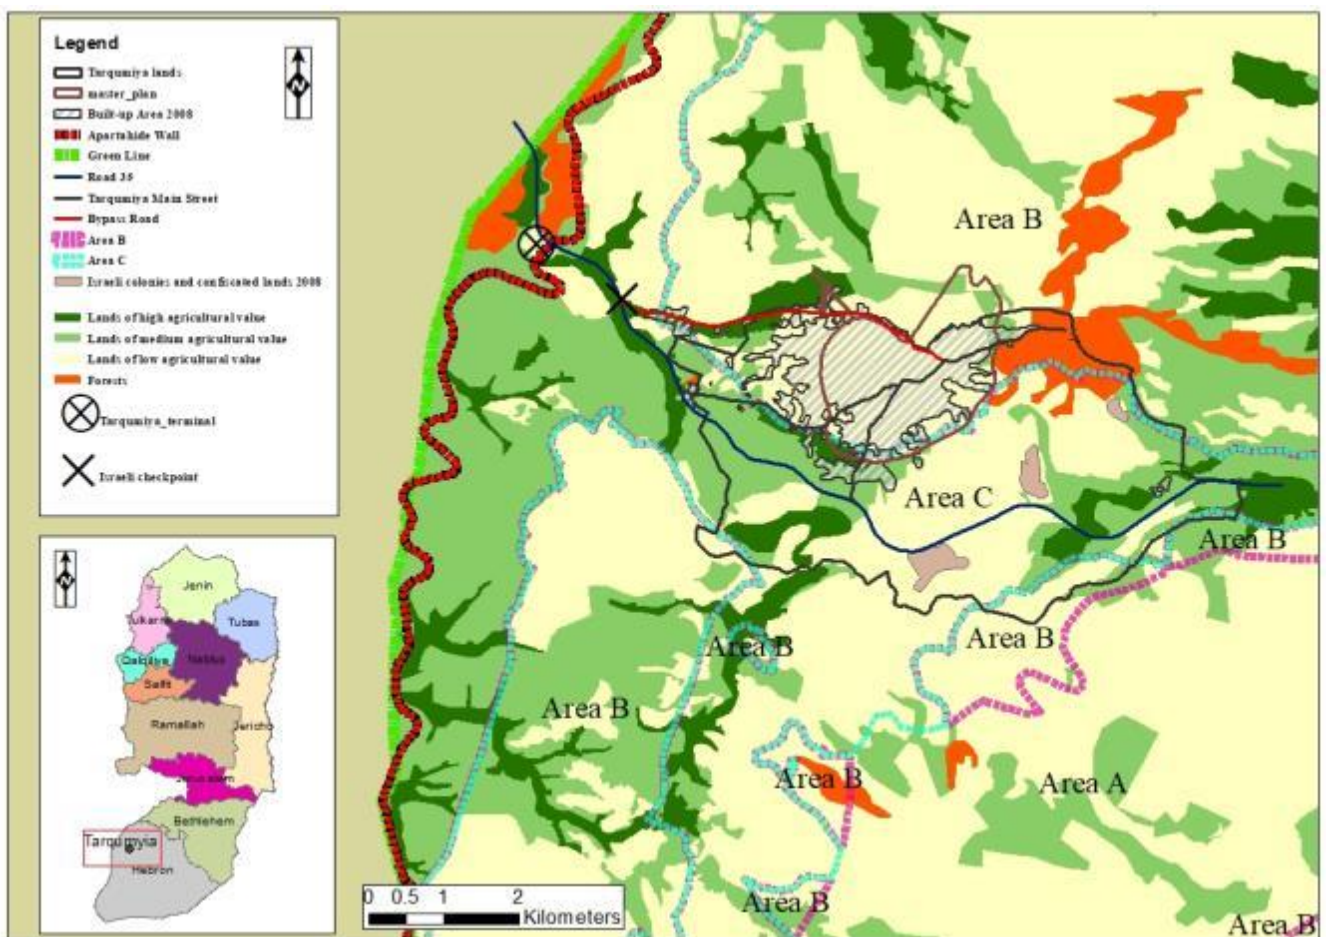 Legend
Tarqumiya lands
master_plan
Built-up Area 2008
Apartahide Wall
Green Line
Road 35
Tarqumiya Main Street
Bypass Road
Area B
Area C
Israeli colonies and confiscated lands 2008
Lands of high agricultural value
Lands of medium agricultural value
Lands of low agricultural value
Forests
Tarqumiya_terminal
Israeli checkpoint
N
N
Jenin
Tulkarm
Tubas
Qalqiliya
Nablus
Salfit
Ramallah
Jericho
Jerusalem
Bethlehem
Tarqumyia
Hebron
Area B
Area C
Area B
Area B
Area B
Area B
Area B
Area A
Area B
Area B
0 0.5 1 2
Kilometers